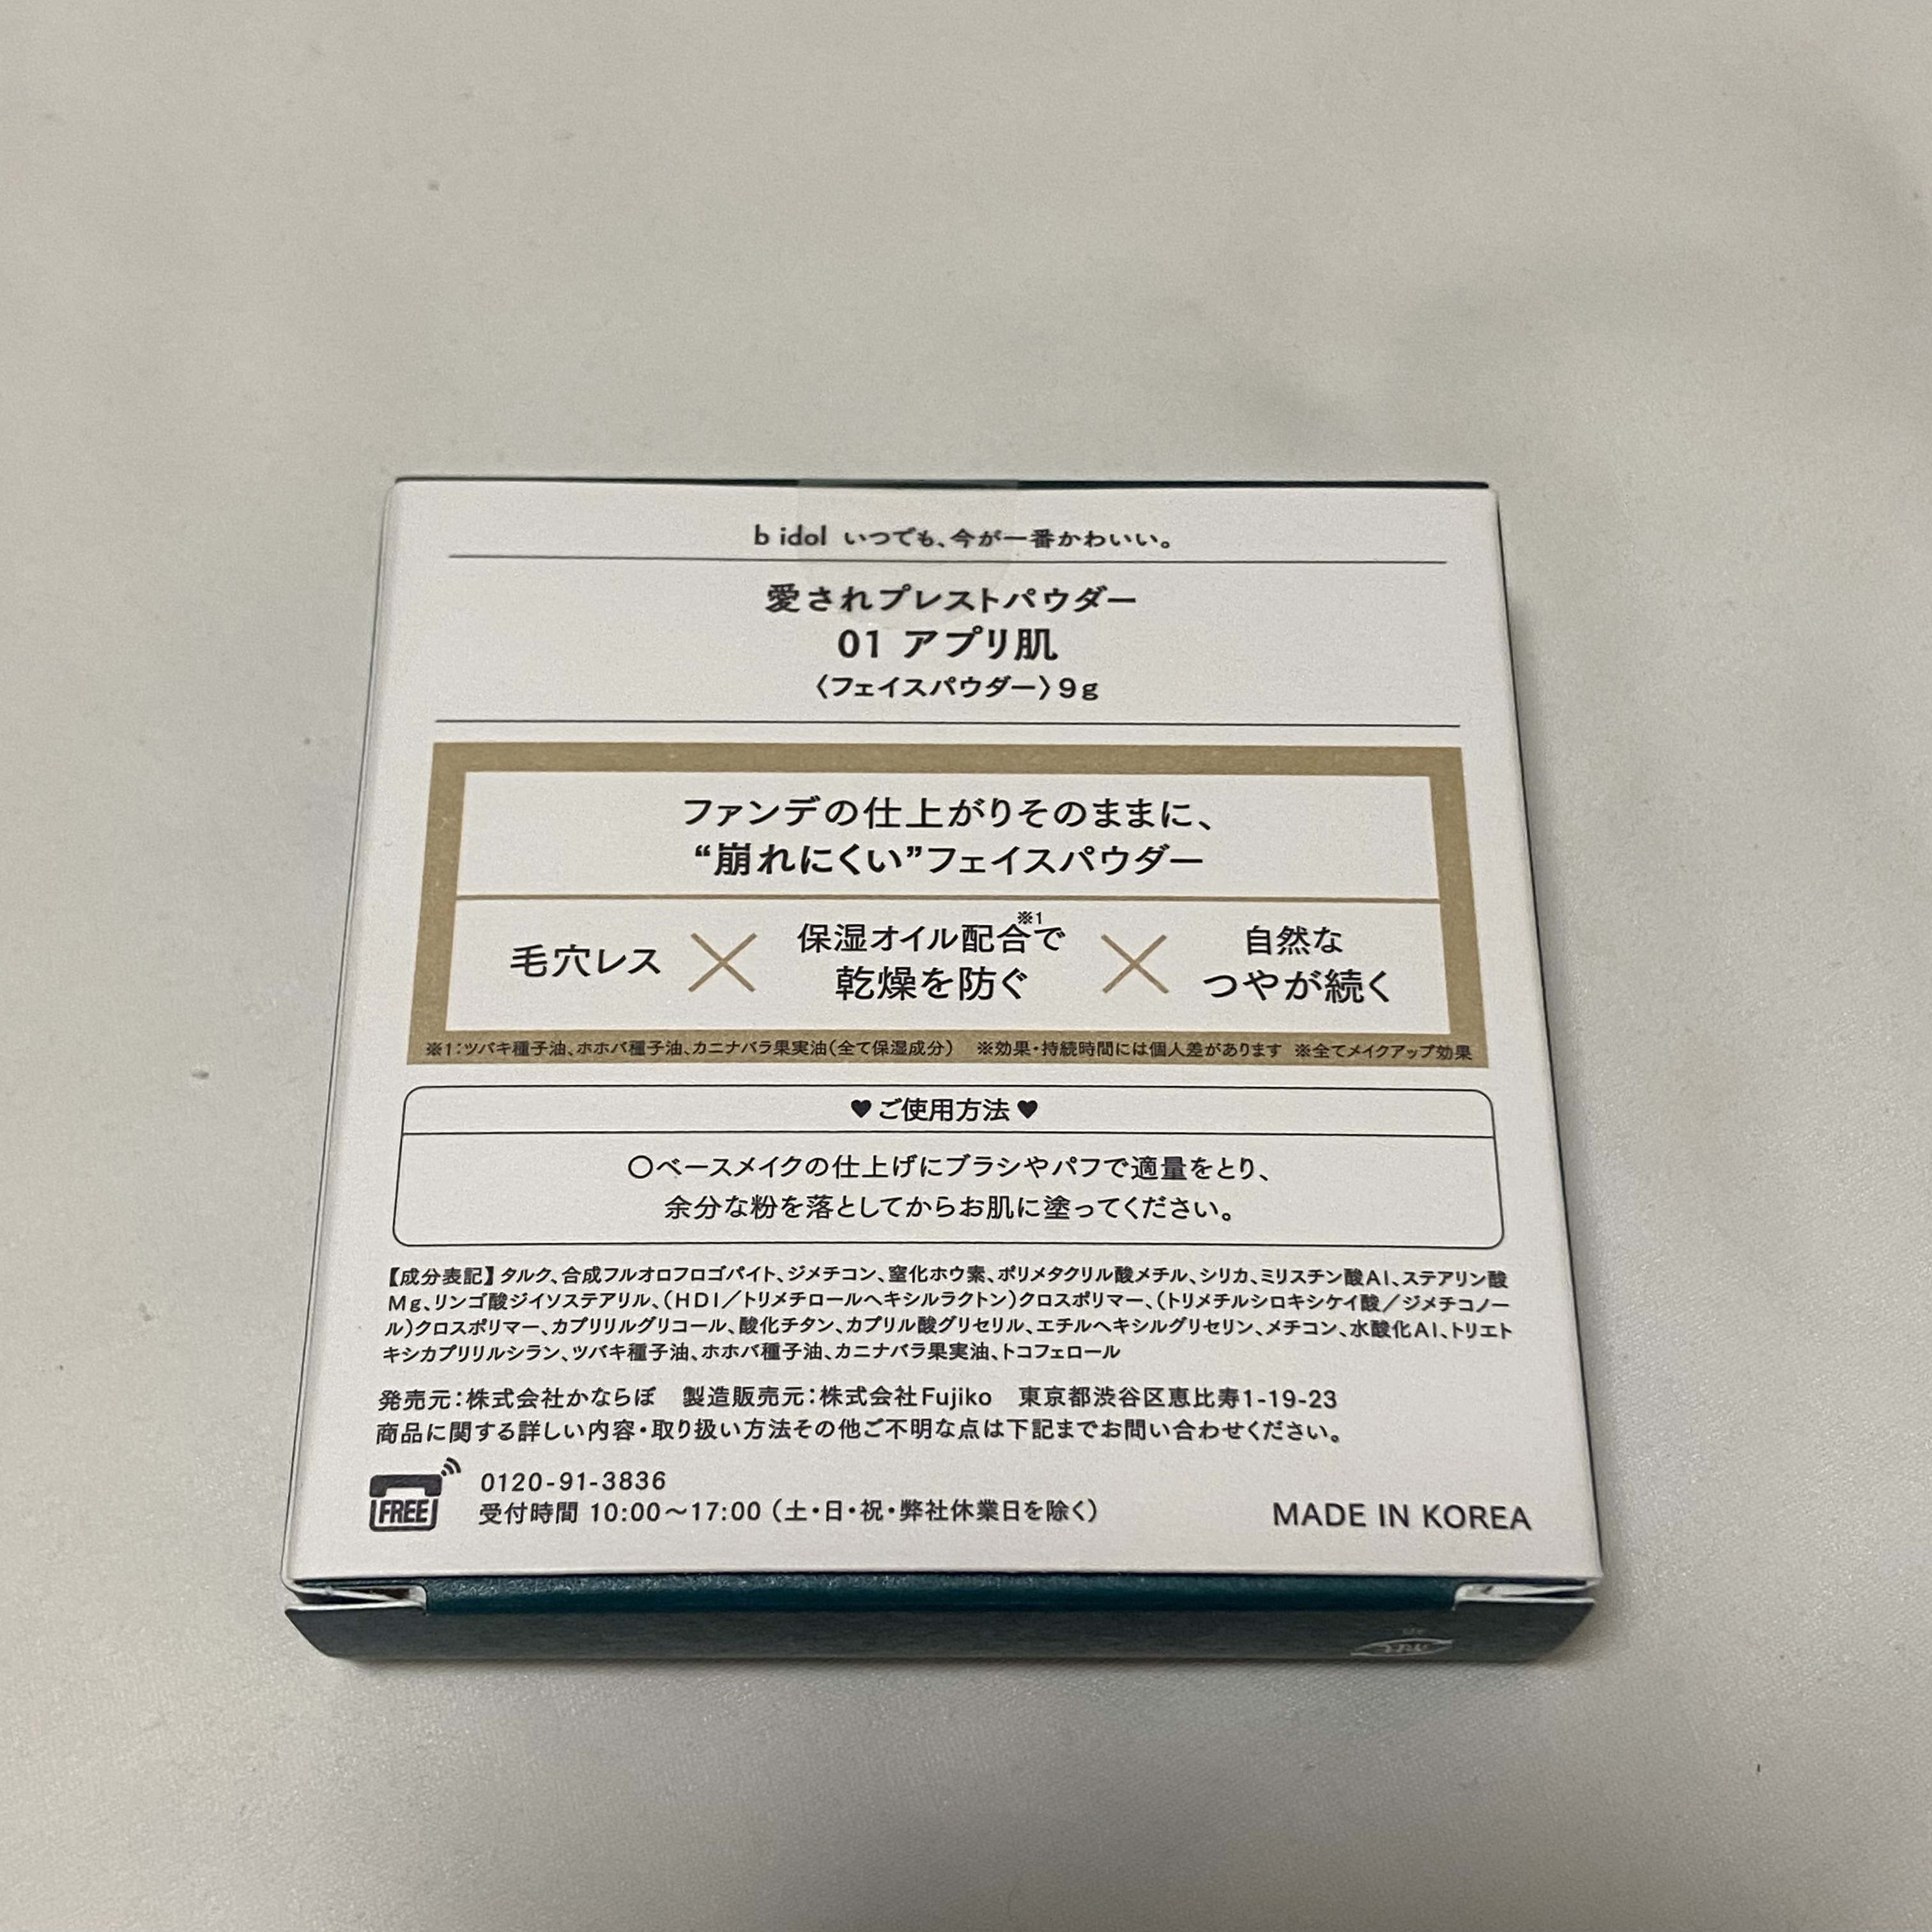 b idol いつでも、今が一番かわいい。
愛されプレストパウダー
01 アプリ肌
〈フェイスパウダー〉9g
ファンデの仕上がりそのままに、
“崩れにくい”フェイスパウダー
毛穴レス × 保湿オイル配合※1で × 自然な
乾燥を防ぐ つやが続く
※1:ツバキ種子油、ホホバ種子油、カニナバラ果実油(全て保湿成分) ※効果・持続時間には個人差があります ※全てメイクアップ効果
♥ご使用方法♥
〇ベースメイクの仕上げにブラシやパフで適量をとり、
余分な粉を落としてからお肌に塗ってください。
【成分表記】タルク、合成フルオロフロゴパイト、ジメチコン、窒化ホウ素、ポリメタクリル酸メチル、シリカ、ミリスチン酸Al、ステアリン酸
Mg、リンゴ酸ジイソステアリル、(HDI/トリメチロールヘキシルラクトン)クロスポリマー、(トリメチルシロキシケイ酸/ジメチコノー
ル)クロスポリマー、カプリリルグリコール、酸化チタン、カプリル酸グリセリル、エチルヘキシルグリセリン、メチコン、水酸化Al、トリエト
キシカプリリルシラン、ツバキ種子油、ホホバ種子油、カニナバラ果実油、トコフェロール
発売元:株式会社かならぼ 製造販売元:株式会社Fujiko 東京都渋谷区恵比寿1-19-23
商品に関する詳しい内容・取り扱い方法その他ご不明な点は下記までお問い合わせください。
FREE 0120-91-3836
受付時間 10:00～17:00 (土・日・祝・弊社休業日を除く)
MADE IN KOREA